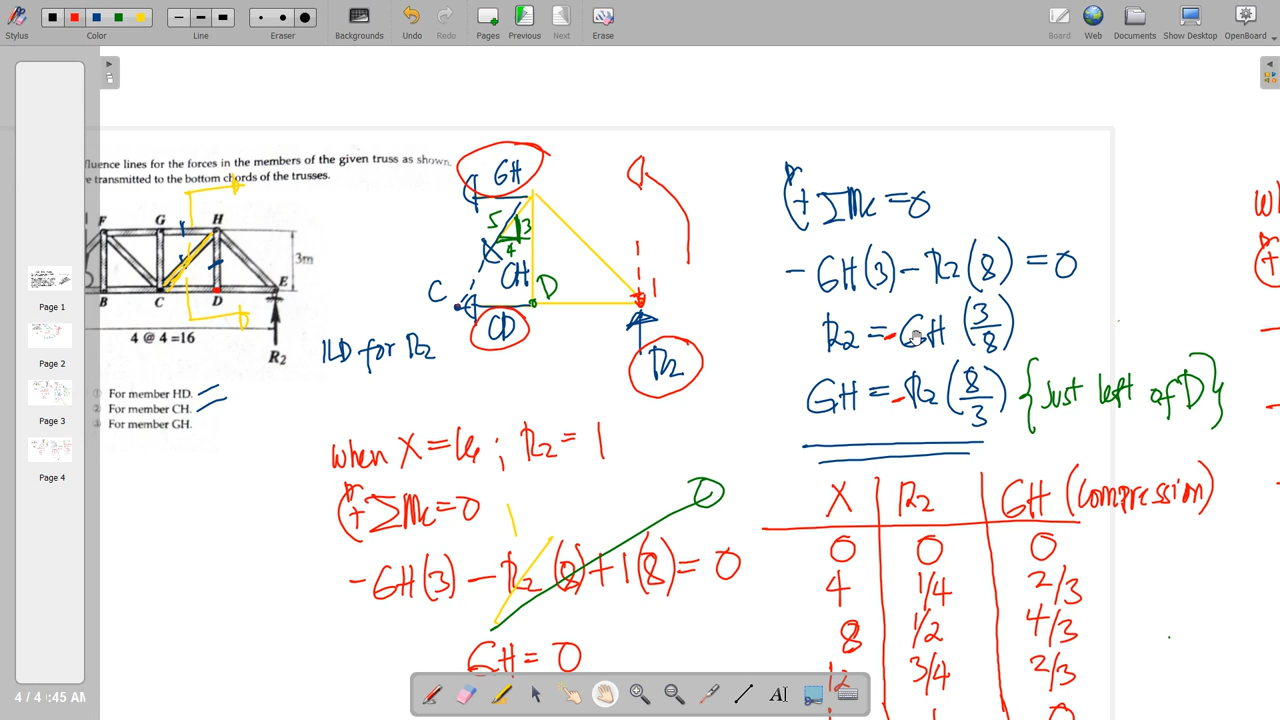 Stylus
Color
Line
Eraser
Backgrounds
Undo
Redo
Pages
Previous
Next
Erase
Board
Web
Documents
Show Desktop
OpenBoard
Page 1
Page 2
Page 3
Page 4
4 / 4
:45 AM
fluence lines for the forces in the members of the given truss as shown.
e transmitted to the bottom chords of the trusses.
F G H
3m
B C D E
4 @ 4 =16
R2
① For member HD.
② For member CH.
③ For member GH.
ILD for R2
GH
5 3
4
CH
C
D
CD
1
R2
+ ΣMc = 0
- GH(3) - R2(8) = 0
R2 = - GH (3/8)
GH = - R2 (8/3) {Just left of D}
when X = 16 ; R2 = 1
(+ ΣMc = 0
- GH(3) - R2(8) + 1(8) = 0
GH = 0
X R2 GH (compression)
0 0 0
4 1/4 2/3
8 1/2 4/3
12 3/4 2/3